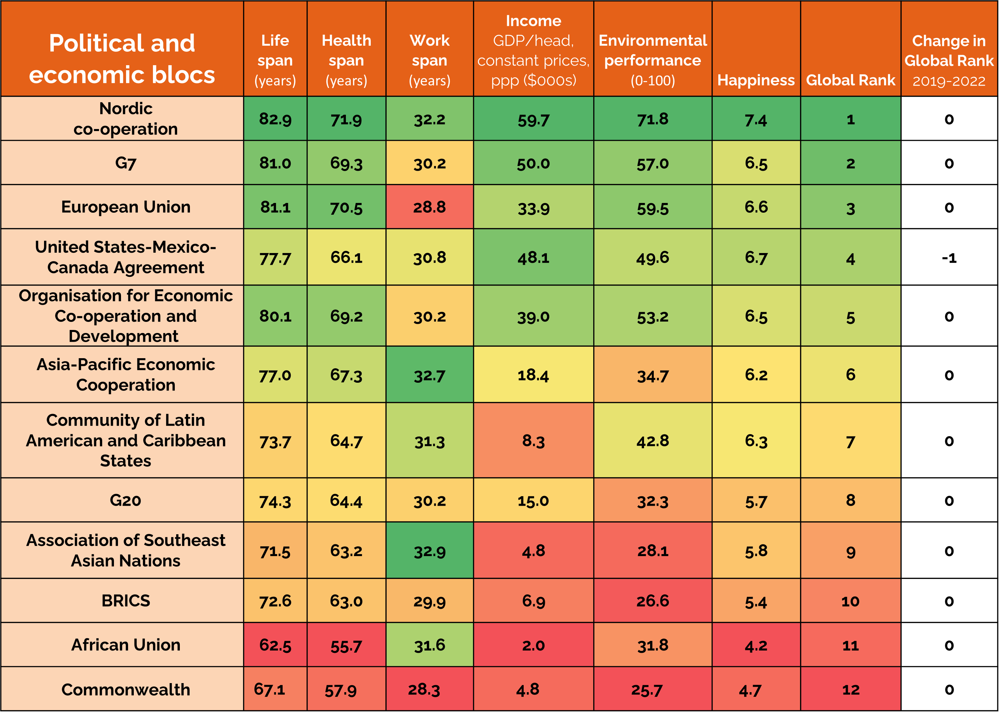 Political and
economic blocs
Life
span
(years)
Health
span
(years)
Work
span
(years)
Income
GDP/head,
constant prices,
ppp ($000s)
Environmental
performance
(0-100)
Happiness
Global Rank
Change in
Global Rank
2019-2022
Nordic
co-operation
82.9 71.9 32.2 59.7 71.8 7.4 1 0
G7 81.0 69.3 30.2 50.0 57.0 6.5 2 0
European Union 81.1 70.5 28.8 33.9 59.5 6.6 3 0
United States-Mexico-
Canada Agreement
77.7 66.1 30.8 48.1 49.6 6.7 4 -1
Organisation for Economic
Co-operation and
Development
80.1 69.2 30.2 39.0 53.2 6.5 5 0
Asia-Pacific Economic
Cooperation
77.0 67.3 32.7 18.4 34.7 6.2 6 0
Community of Latin
American and Caribbean
States
73.7 64.7 31.3 8.3 42.8 6.3 7 0
G20 74.3 64.4 30.2 15.0 32.3 5.7 8 0
Association of Southeast
Asian Nations
71.5 63.2 32.9 4.8 28.1 5.8 9 0
BRICS 72.6 63.0 29.9 6.9 26.6 5.4 10 0
African Union 62.5 55.7 31.6 2.0 31.8 4.2 11 0
Commonwealth 67.1 57.9 28.3 4.8 25.7 4.7 12 0